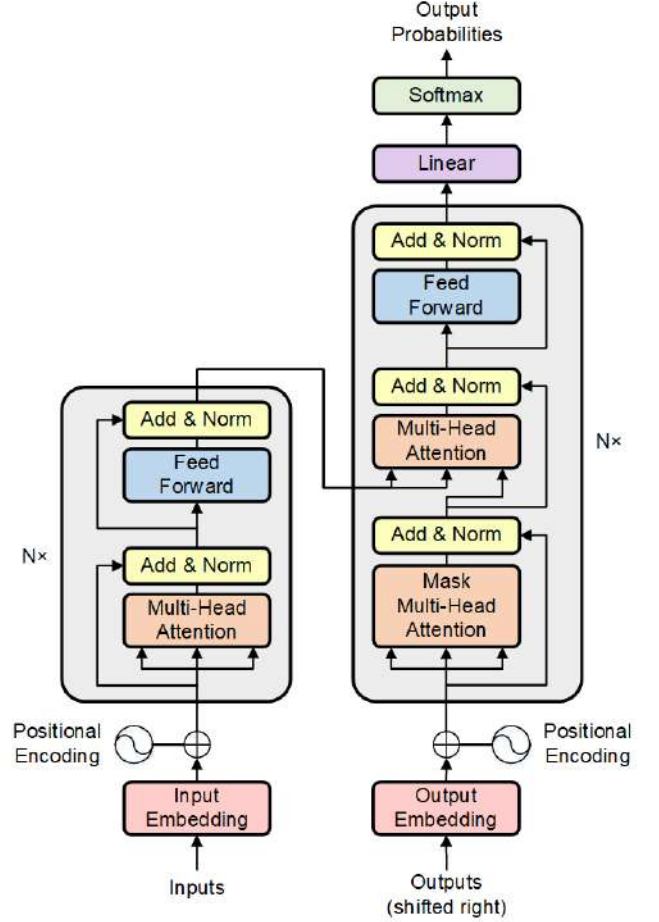 Output
Probabilities
Softmax
Linear
Add & Norm
Feed
Forward
Add & Norm
Multi-Head
Attention
N×
Add & Norm
Mask
Multi-Head
Attention
Add & Norm
Feed
Forward
N×
Add & Norm
Multi-Head
Attention
Positional
Encoding
Positional
Encoding
Input
Embedding
Output
Embedding
Inputs
Outputs
(shifted right)